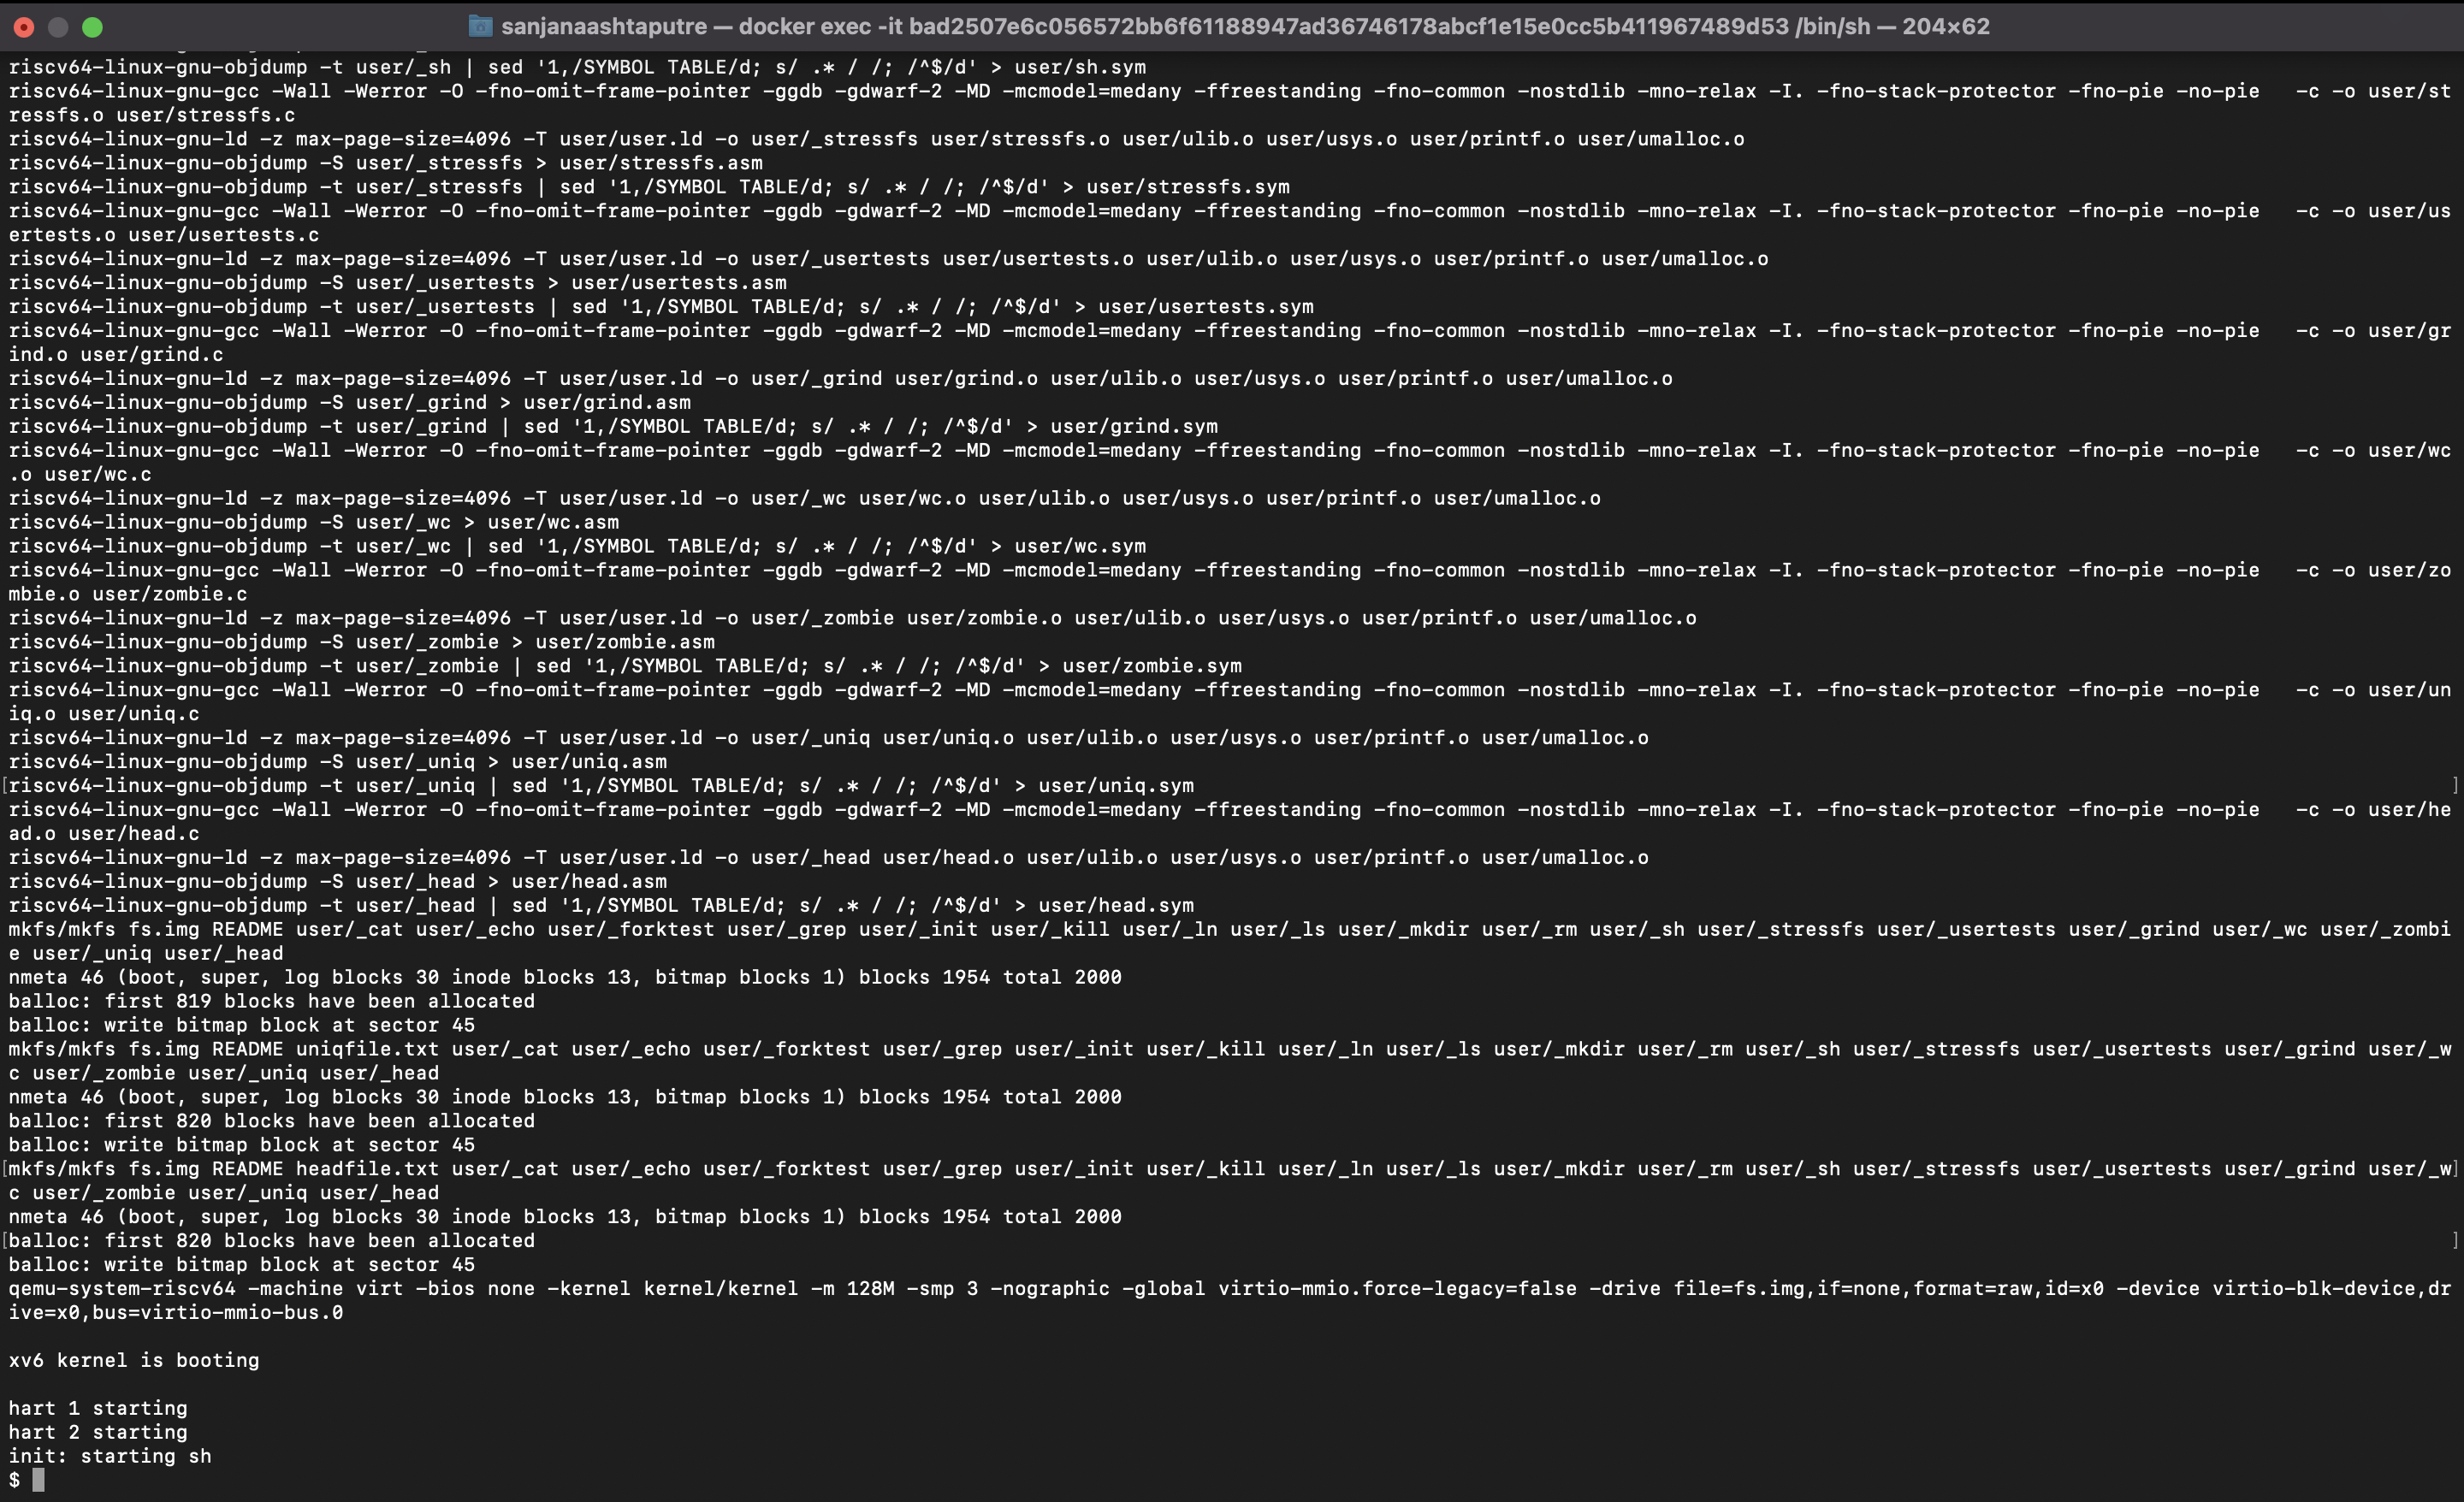 sanjanaashtaputre — docker exec -it bad2507e6c056572bb6f61188947ad36746178abcf1e15e0cc5b411967489d53 /bin/sh — 204×62
riscv64-linux-gnu-objdump -t user/_sh | sed '1,/SYMBOL TABLE/d; s/ .* / /; /^$/d' > user/sh.sym
riscv64-linux-gnu-gcc -Wall -Werror -O -fno-omit-frame-pointer -ggdb -gdwarf-2 -MD -mcmodel=medany -ffreestanding -fno-common -nostdlib -mno-relax -I. -fno-stack-protector -fno-pie -no-pie   -c -o user/st
ressfs.o user/stressfs.c
riscv64-linux-gnu-ld -z max-page-size=4096 -T user/user.ld -o user/_stressfs user/stressfs.o user/ulib.o user/usys.o user/printf.o user/umalloc.o
riscv64-linux-gnu-objdump -S user/_stressfs > user/stressfs.asm
riscv64-linux-gnu-objdump -t user/_stressfs | sed '1,/SYMBOL TABLE/d; s/ .* / /; /^$/d' > user/stressfs.sym
riscv64-linux-gnu-gcc -Wall -Werror -O -fno-omit-frame-pointer -ggdb -gdwarf-2 -MD -mcmodel=medany -ffreestanding -fno-common -nostdlib -mno-relax -I. -fno-stack-protector -fno-pie -no-pie   -c -o user/us
ertests.o user/usertests.c
riscv64-linux-gnu-ld -z max-page-size=4096 -T user/user.ld -o user/_usertests user/usertests.o user/ulib.o user/usys.o user/printf.o user/umalloc.o
riscv64-linux-gnu-objdump -S user/_usertests > user/usertests.asm
riscv64-linux-gnu-objdump -t user/_usertests | sed '1,/SYMBOL TABLE/d; s/ .* / /; /^$/d' > user/usertests.sym
riscv64-linux-gnu-gcc -Wall -Werror -O -fno-omit-frame-pointer -ggdb -gdwarf-2 -MD -mcmodel=medany -ffreestanding -fno-common -nostdlib -mno-relax -I. -fno-stack-protector -fno-pie -no-pie   -c -o user/gr
ind.o user/grind.c
riscv64-linux-gnu-ld -z max-page-size=4096 -T user/user.ld -o user/_grind user/grind.o user/ulib.o user/usys.o user/printf.o user/umalloc.o
riscv64-linux-gnu-objdump -S user/_grind > user/grind.asm
riscv64-linux-gnu-objdump -t user/_grind | sed '1,/SYMBOL TABLE/d; s/ .* / /; /^$/d' > user/grind.sym
riscv64-linux-gnu-gcc -Wall -Werror -O -fno-omit-frame-pointer -ggdb -gdwarf-2 -MD -mcmodel=medany -ffreestanding -fno-common -nostdlib -mno-relax -I. -fno-stack-protector -fno-pie -no-pie   -c -o user/wc
.o user/wc.c
riscv64-linux-gnu-ld -z max-page-size=4096 -T user/user.ld -o user/_wc user/wc.o user/ulib.o user/usys.o user/printf.o user/umalloc.o
riscv64-linux-gnu-objdump -S user/_wc > user/wc.asm
riscv64-linux-gnu-objdump -t user/_wc | sed '1,/SYMBOL TABLE/d; s/ .* / /; /^$/d' > user/wc.sym
riscv64-linux-gnu-gcc -Wall -Werror -O -fno-omit-frame-pointer -ggdb -gdwarf-2 -MD -mcmodel=medany -ffreestanding -fno-common -nostdlib -mno-relax -I. -fno-stack-protector -fno-pie -no-pie   -c -o user/zo
mbie.o user/zombie.c
riscv64-linux-gnu-ld -z max-page-size=4096 -T user/user.ld -o user/_zombie user/zombie.o user/ulib.o user/usys.o user/printf.o user/umalloc.o
riscv64-linux-gnu-objdump -S user/_zombie > user/zombie.asm
riscv64-linux-gnu-objdump -t user/_zombie | sed '1,/SYMBOL TABLE/d; s/ .* / /; /^$/d' > user/zombie.sym
riscv64-linux-gnu-gcc -Wall -Werror -O -fno-omit-frame-pointer -ggdb -gdwarf-2 -MD -mcmodel=medany -ffreestanding -fno-common -nostdlib -mno-relax -I. -fno-stack-protector -fno-pie -no-pie   -c -o user/un
iq.o user/uniq.c
riscv64-linux-gnu-ld -z max-page-size=4096 -T user/user.ld -o user/_uniq user/uniq.o user/ulib.o user/usys.o user/printf.o user/umalloc.o
riscv64-linux-gnu-objdump -S user/_uniq > user/uniq.asm
[riscv64-linux-gnu-objdump -t user/_uniq | sed '1,/SYMBOL TABLE/d; s/ .* / /; /^$/d' > user/uniq.sym ]
riscv64-linux-gnu-gcc -Wall -Werror -O -fno-omit-frame-pointer -ggdb -gdwarf-2 -MD -mcmodel=medany -ffreestanding -fno-common -nostdlib -mno-relax -I. -fno-stack-protector -fno-pie -no-pie   -c -o user/he
ad.o user/head.c
riscv64-linux-gnu-ld -z max-page-size=4096 -T user/user.ld -o user/_head user/head.o user/ulib.o user/usys.o user/printf.o user/umalloc.o
riscv64-linux-gnu-objdump -S user/_head > user/head.asm
riscv64-linux-gnu-objdump -t user/_head | sed '1,/SYMBOL TABLE/d; s/ .* / /; /^$/d' > user/head.sym
mkfs/mkfs fs.img README user/_cat user/_echo user/_forktest user/_grep user/_init user/_kill user/_ln user/_ls user/_mkdir user/_rm user/_sh user/_stressfs user/_usertests user/_grind user/_wc user/_zombi
e user/_uniq user/_head
nmeta 46 (boot, super, log blocks 30 inode blocks 13, bitmap blocks 1) blocks 1954 total 2000
balloc: first 819 blocks have been allocated
balloc: write bitmap block at sector 45
mkfs/mkfs fs.img README uniqfile.txt user/_cat user/_echo user/_forktest user/_grep user/_init user/_kill user/_ln user/_ls user/_mkdir user/_rm user/_sh user/_stressfs user/_usertests user/_grind user/_w
c user/_zombie user/_uniq user/_head
nmeta 46 (boot, super, log blocks 30 inode blocks 13, bitmap blocks 1) blocks 1954 total 2000
balloc: first 820 blocks have been allocated
balloc: write bitmap block at sector 45
[mkfs/mkfs fs.img README headfile.txt user/_cat user/_echo user/_forktest user/_grep user/_init user/_kill user/_ln user/_ls user/_mkdir user/_rm user/_sh user/_stressfs user/_usertests user/_grind user/_w]
c user/_zombie user/_uniq user/_head
nmeta 46 (boot, super, log blocks 30 inode blocks 13, bitmap blocks 1) blocks 1954 total 2000
[balloc: first 820 blocks have been allocated ]
balloc: write bitmap block at sector 45
qemu-system-riscv64 -machine virt -bios none -kernel kernel/kernel -m 128M -smp 3 -nographic -global virtio-mmio.force-legacy=false -drive file=fs.img,if=none,format=raw,id=x0 -device virtio-blk-device,dr
ive=x0,bus=virtio-mmio-bus.0
xv6 kernel is booting
hart 1 starting
hart 2 starting
init: starting sh
$